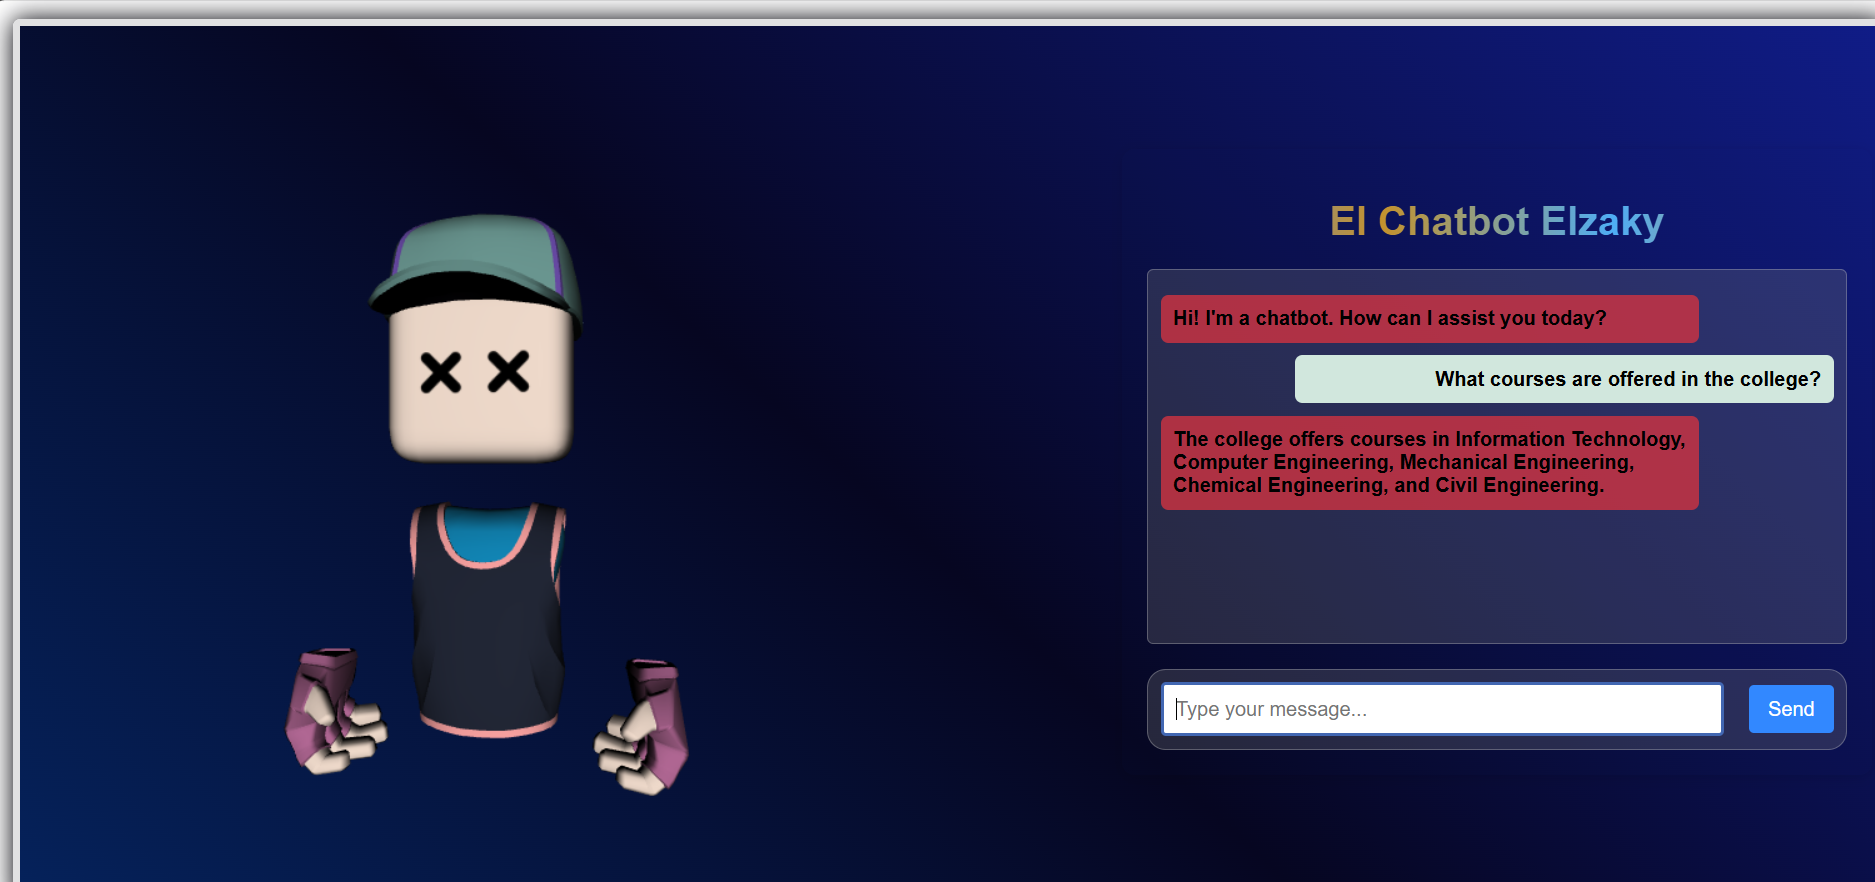 El Chatbot Elzaky
Hi! I'm a chatbot. How can I assist you today?
What courses are offered in the college?
The college offers courses in Information Technology,
Computer Engineering, Mechanical Engineering,
Chemical Engineering, and Civil Engineering.
Type your message...
Send